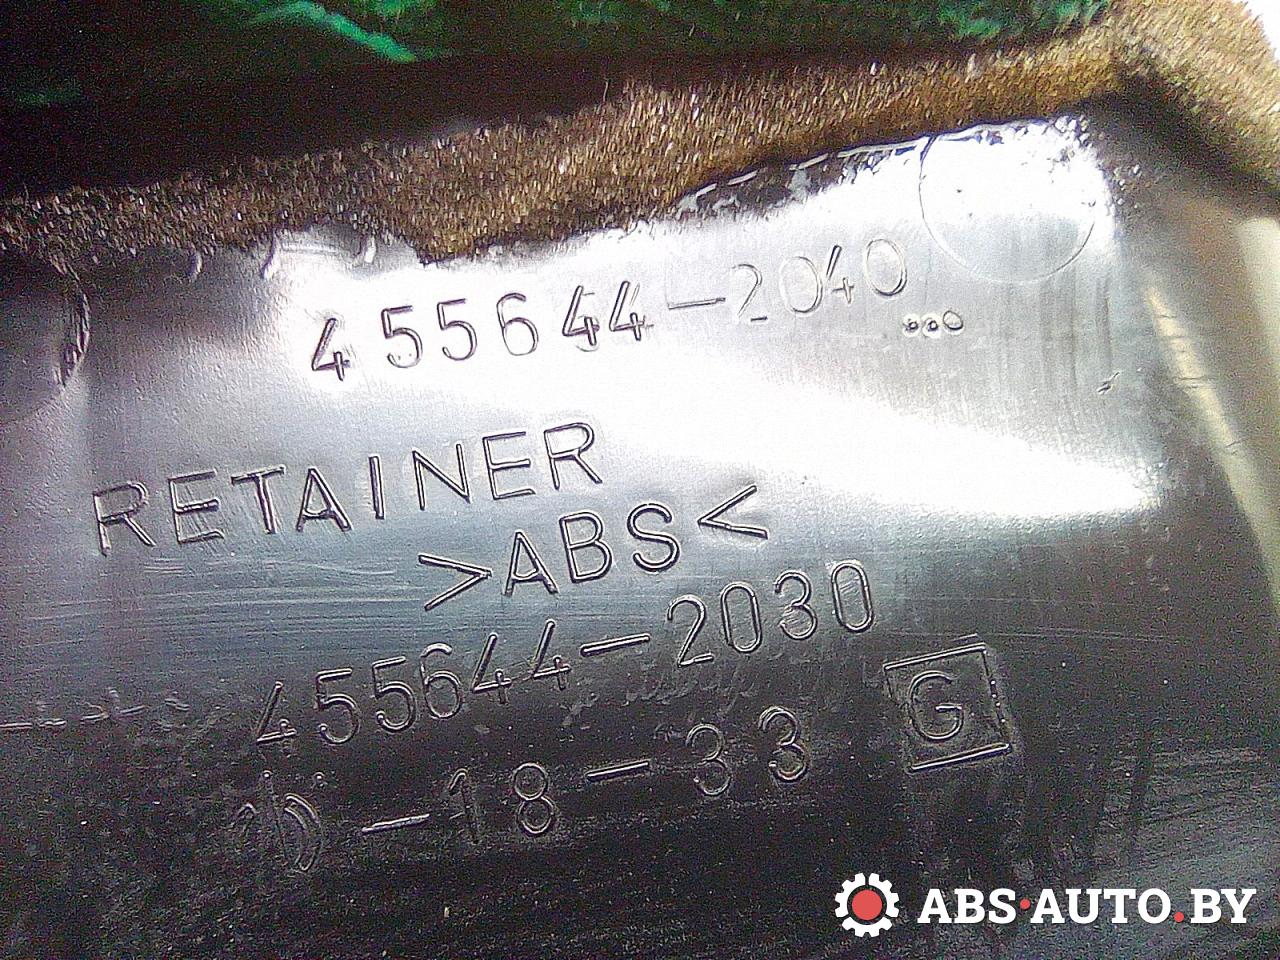 455644-2040
RETAINER
>ABS<
455644-2030
-18-33
G
ABS·AUTO.BY